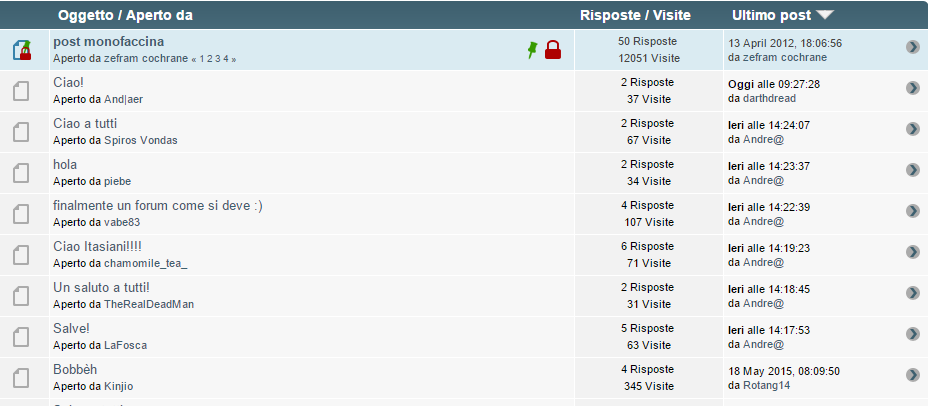 Oggetto / Aperto da Risposte / Visite Ultimo post
post monofaccina 50 Risposte 13 April 2012, 18:06:56
Aperto da zefram cochrane « 1 2 3 4 » 12051 Visite da zefram cochrane
Ciao! 2 Risposte Oggi alle 09:27:28
Aperto da And|aer 37 Visite da darthdread
Ciao a tutti 2 Risposte Ieri alle 14:24:07
Aperto da Spiros Vondas 67 Visite da Andre@
hola 2 Risposte Ieri alle 14:23:37
Aperto da piebe 34 Visite da Andre@
finalmente un forum come si deve :) 4 Risposte Ieri alle 14:22:39
Aperto da vabe83 107 Visite da Andre@
Ciao Itasiani!!!! 6 Risposte Ieri alle 14:19:23
Aperto da chamomile_tea_ 71 Visite da Andre@
Un saluto a tutti! 2 Risposte Ieri alle 14:18:45
Aperto da TheRealDeadMan 31 Visite da Andre@
Salve! 5 Risposte Ieri alle 14:17:53
Aperto da LaFosca 63 Visite da Andre@
Bobbèh 4 Risposte 18 May 2015, 08:09:50
Aperto da Kinjio 345 Visite da Rotang14